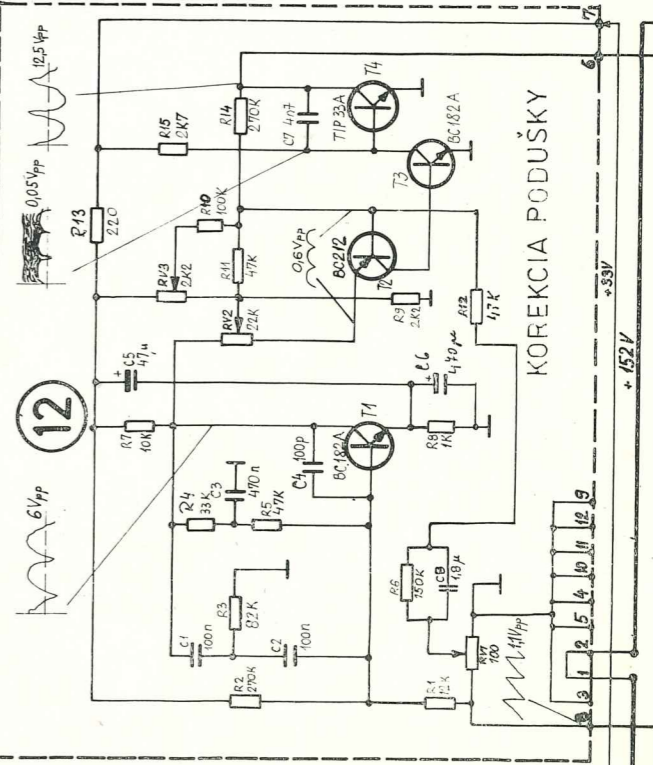 12
6Vpp
0,05Vpp
12,5Vpp
R13
220
R15
2K7
R14
270K
C7 4n7
TIP 33A
T4
BC182A
T3
R10
100K
RV3
2K2
R11
47K
0,6Vpp
BC212
T2
RV2
22K
R9
2K2
R12
4,7K
C5
47µ
+
C6
470µ
+
R7
10K
R4
33K
C3
470n
R5
47K
C4
100p
BC182A
T1
R8
1K
C1
100n
R3
82K
C2
100n
R2
270K
R1
R6
150K
C8
1,8µ
RV1
100
1,1Vpp
KOREKCIA PODUŠKY
+33V
+152V
3
1
2
5
4
10
11
12
9
6
7